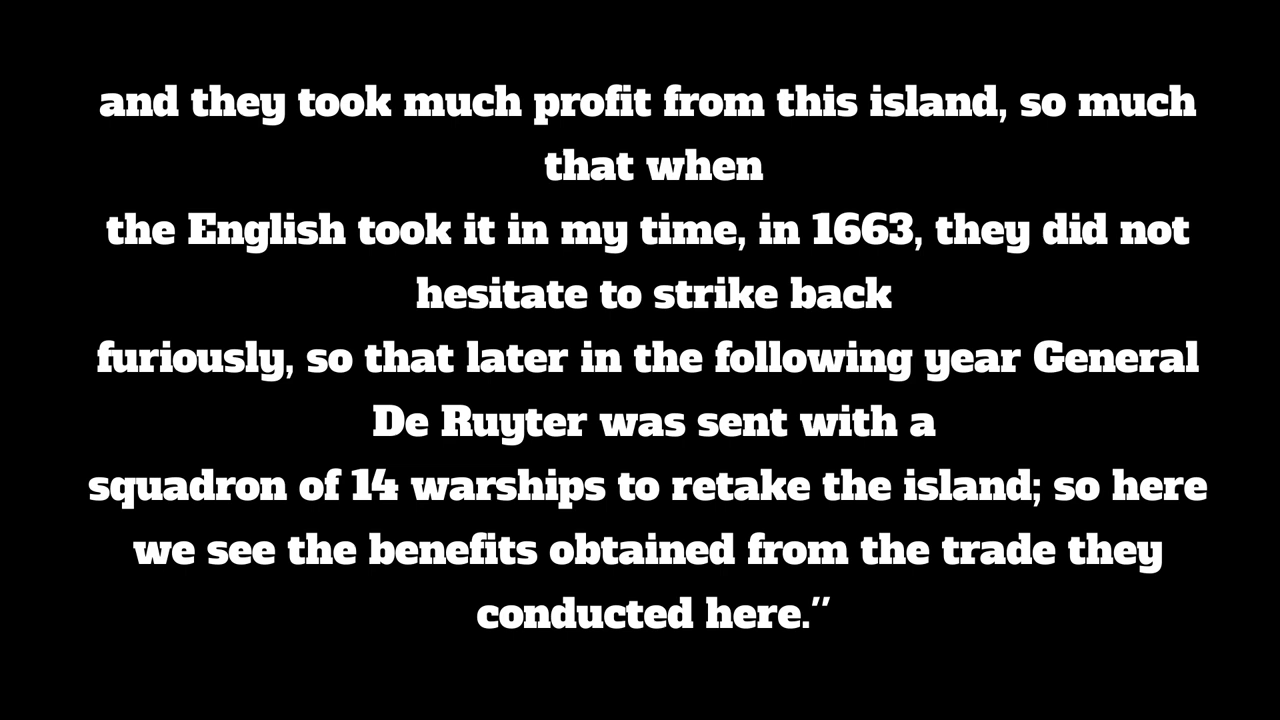 and they took much profit from this island, so much
that when
the English took it in my time, in 1663, they did not
hesitate to strike back
furiously, so that later in the following year General
De Ruyter was sent with a
squadron of 14 warships to retake the island; so here
we see the benefits obtained from the trade they
conducted here.”